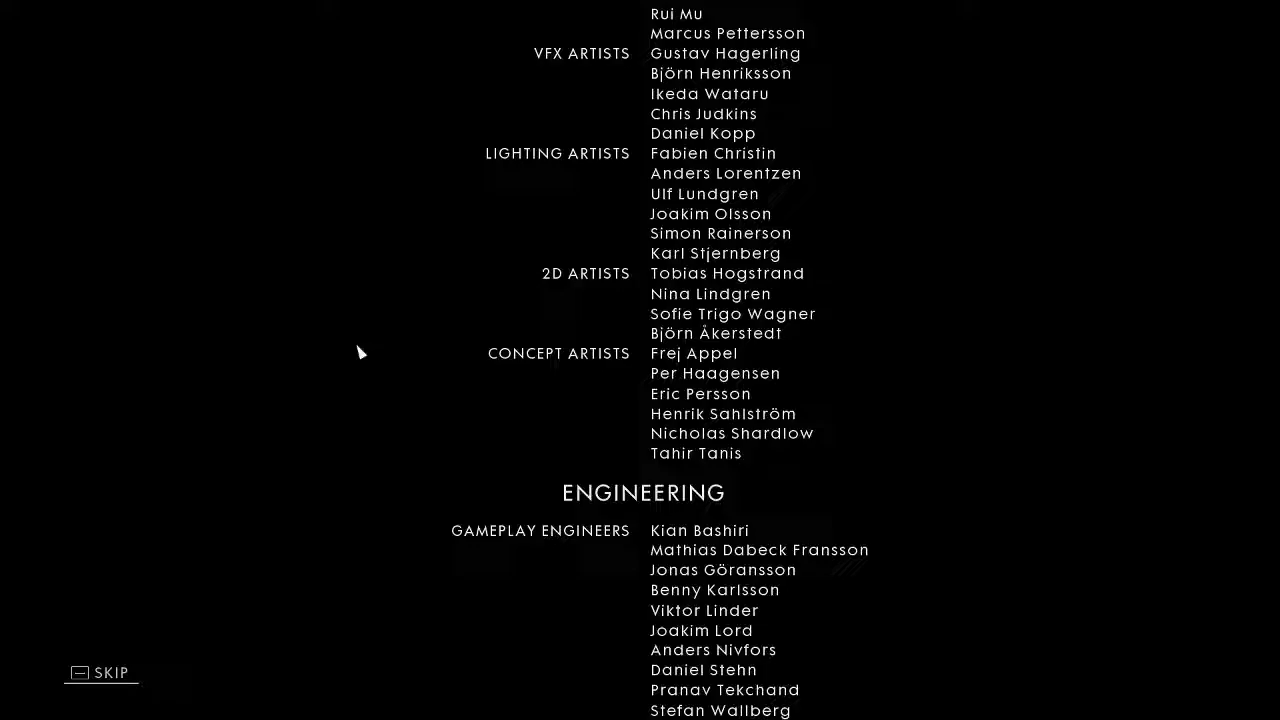 Rui Mu
Marcus Pettersson
VFX ARTISTS Gustav Hagerling
Björn Henriksson
Ikeda Wataru
Chris Judkins
Daniel Kopp
LIGHTING ARTISTS Fabien Christin
Anders Lorentzen
Ulf Lundgren
Joakim Olsson
Simon Rainerson
Karl Stjernberg
2D ARTISTS Tobias Hogstrand
Nina Lindgren
Sofie Trigo Wagner
Björn Åkerstedt
CONCEPT ARTISTS Frej Appel
Per Haagensen
Eric Persson
Henrik Sahlström
Nicholas Shardlow
Tahir Tanis
ENGINEERING
GAMEPLAY ENGINEERS Kian Bashiri
Mathias Dabeck Fransson
Jonas Göransson
Benny Karlsson
Viktor Linder
Joakim Lord
Anders Nivfors
Daniel Stehn
SKIP
Pranav Tekchand
Stefan Wallberg